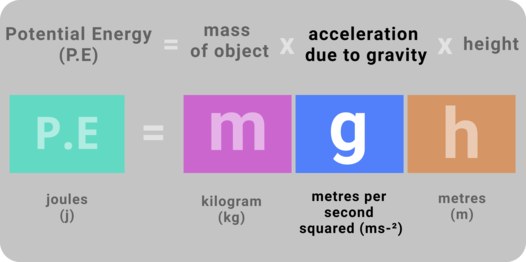 Potential Energy
(P.E)
=
mass
of object
x
acceleration
due to gravity
x
height
P.E
=
m
g
h
joules
(j)
kilogram
(kg)
metres per
second
squared (ms-²)
metres
(m)